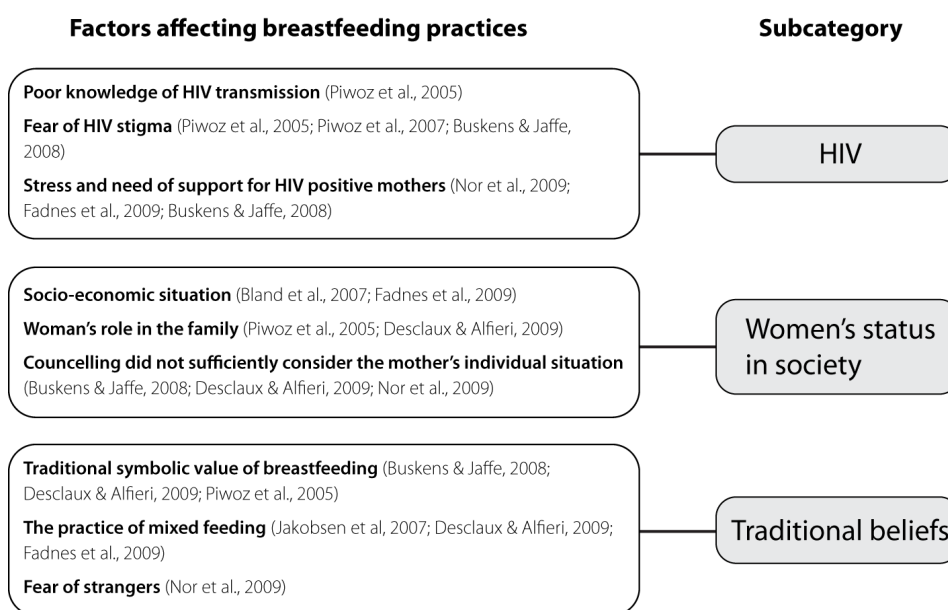 Factors affecting breastfeeding practices
Subcategory
Poor knowledge of HIV transmission (Piwoz et al., 2005)
Fear of HIV stigma (Piwoz et al., 2005; Piwoz et al., 2007; Buskens & Jaffe,
2008)
Stress and need of support for HIV positive mothers (Nor et al., 2009;
Fadnes et al., 2009; Buskens & Jaffe, 2008)
HIV
Socio-economic situation (Bland et al., 2007; Fadnes et al., 2009)
Woman’s role in the family (Piwoz et al., 2005; Desclaux & Alfieri, 2009)
Councelling did not sufficiently consider the mother’s individual situation
(Buskens & Jaffe, 2008; Desclaux & Alfieri, 2009; Nor et al., 2009)
Women’s status
in society
Traditional symbolic value of breastfeeding (Buskens & Jaffe, 2008;
Desclaux & Alfieri, 2009; Piwoz et al., 2005)
The practice of mixed feeding (Jakobsen et al, 2007; Desclaux & Alfieri, 2009;
Fadnes et al., 2009)
Fear of strangers (Nor et al., 2009)
Traditional beliefs